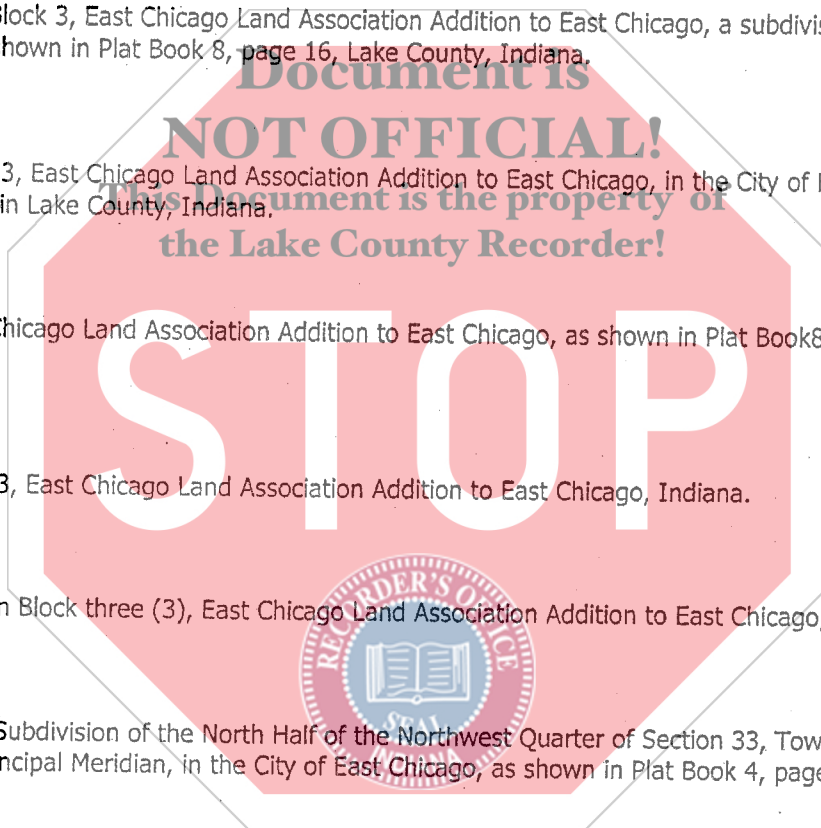 Block 3, East Chicago Land Association Addition to East Chicago, a
shown in Plat Book 8, page 16, Lake County, Indiana.
Document is
NOT OFFICIAL!
3, East Chicago Land Association Addition to East Chicago, in the City of
This Document is the property of
in Lake County, Indiana.
the Lake County Recorder!
Chicago Land Association Addition to East Chicago, as shown in Plat Book8
STOP
3, East Chicago Land Association Addition to East Chicago, Indiana.
RECORDER'S OFFICE
Block three (3), East Chicago Land Association Addition to East Chicago,
SEAL
INDIANA
Subdivision of the North Half of the Northwest Quarter of Section 33,
Meridian, in the City of East Chicago, as shown in Plat Book 4, page